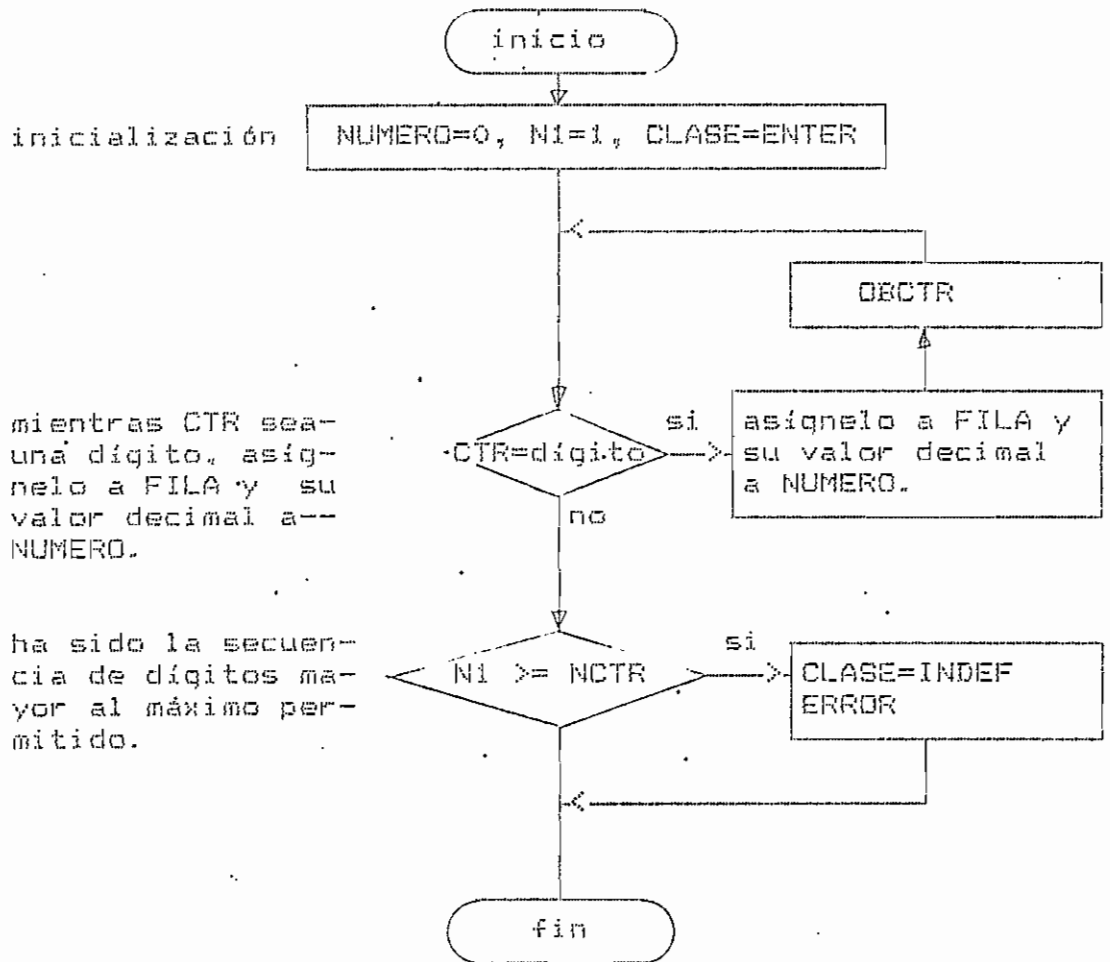 inicio
inicialización
NUMERO=0, N1=1, CLASE=ENTER
OBCTR
mientras CTR sea-
una dígito, asíg-
nelo a FILA y su
valor decimal a--
NUMERO.
CTR=dígito
si
asígnelo a FILA y
su valor decimal
a NUMERO.
no
ha sido la secuen-
cia de dígitos ma-
yor al máximo per-
mitido.
N1 >= NCTR
si
CLASE=INDEF
ERROR
fin